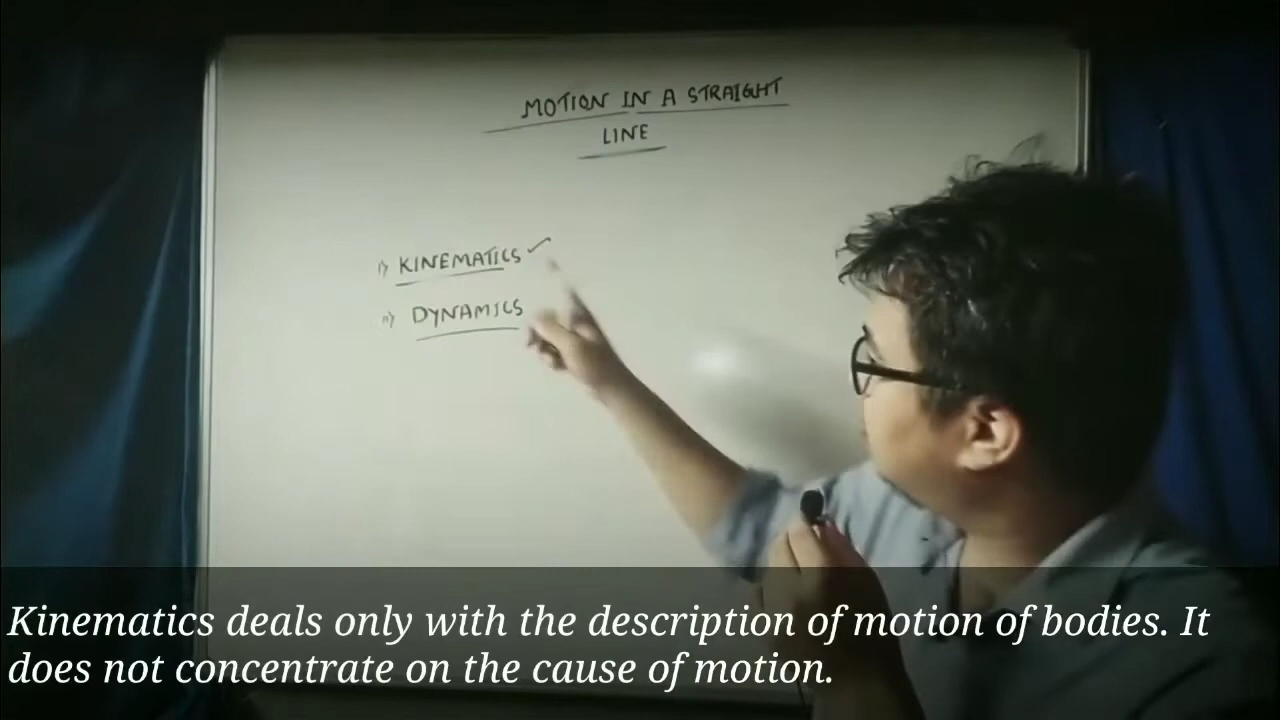 MOTION IN A STRAIGHT
LINE
i) KINEMATICS ✓
ii) DYNAMICS
Kinematics deals only with the description of motion of bodies. It
does not concentrate on the cause of motion.